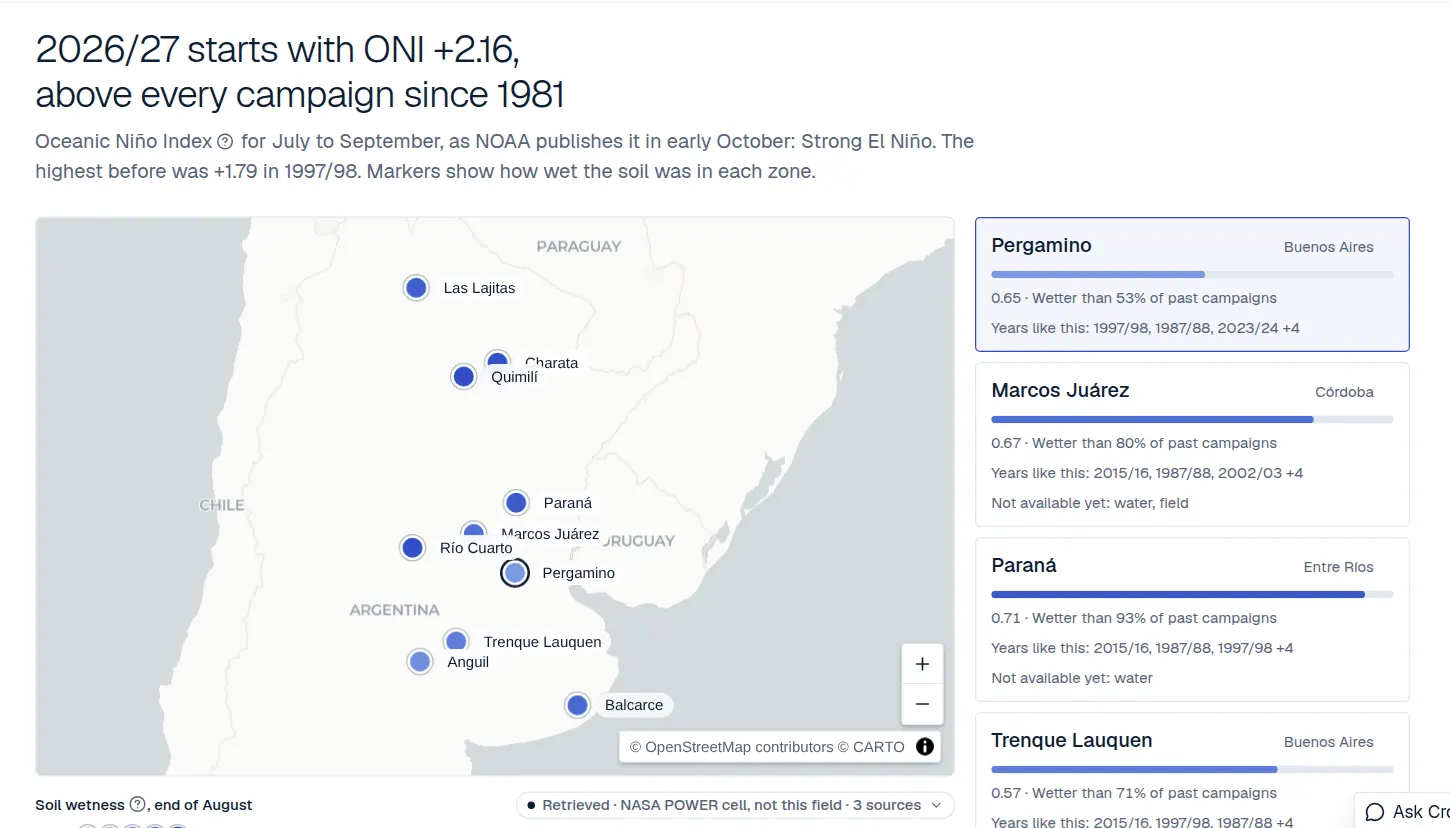 2026/27 starts with ONI +2.16,
above every campaign since 1981
Oceanic Niño Index ? for July to September, as NOAA publishes it in early October: Strong El Niño. The
highest before was +1.79 in 1997/98. Markers show how wet the soil was in each zone.
PARAGUAY
Las Lajitas
Charata
Quimilí
CHILE
Paraná
Marcos Juárez
URUGUAY
Río Cuarto
Pergamino
ARGENTINA
Trenque Lauquen
Anguil
Balcarce
+
−
© OpenStreetMap contributors © CARTO
Soil wetness ?, end of August
Retrieved · NASA POWER cell, not this field · 3 sources
Pergamino
Buenos Aires
0.65 · Wetter than 53% of past campaigns
Years like this: 1997/98, 1987/88, 2023/24 +4
Marcos Juárez
Córdoba
0.67 · Wetter than 80% of past campaigns
Years like this: 2015/16, 1987/88, 2002/03 +4
Not available yet: water, field
Paraná
Entre Ríos
0.71 · Wetter than 93% of past campaigns
Years like this: 2015/16, 1987/88, 1997/98 +4
Not available yet: water
Trenque Lauquen
Buenos Aires
0.57 · Wetter than 71% of past campaigns
Years like this: 2015/16, 1997/98, 1987/88 +4
Ask Cro